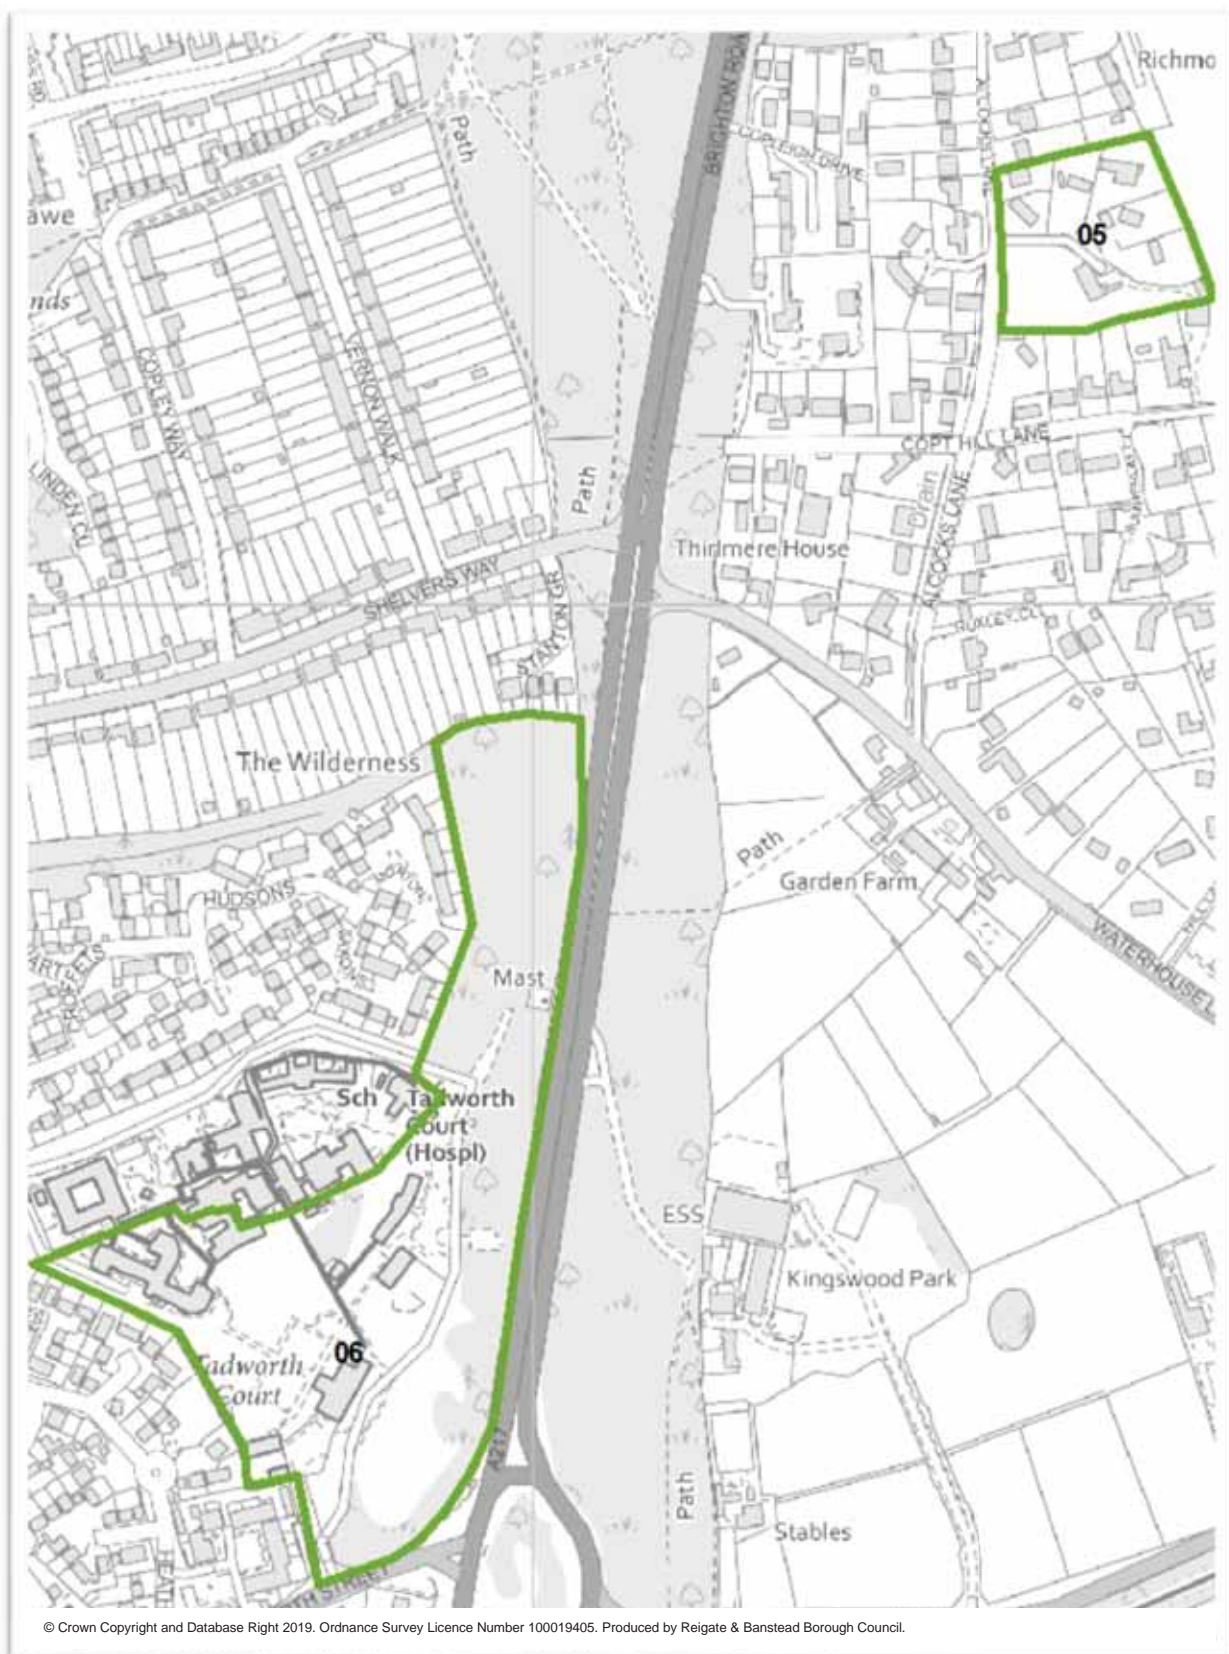 Richmo
Path
BRIGHTON ROA
COPLEIGH DRIVE
awe
05
nds
COPLEY WAY
VERNON WALK
COPT HILL LANE
LINDEN
Path
Drain
ALCOCKS LANE
Thirlmere House
SHELVERS WAY
STANTON
The Wilderness
Path
Garden Farm
HUDSONS
WATERHOUSE L
Mast
Sch
Tadworth
Court
(Hospl)
ESS
Kingswood Park
06
Tadworth
Court
A217
Path
Stables
TH STREET
© Crown Copyright and Database Right 2019. Ordnance Survey Licence Number 100019405. Produced by Reigate & Banstead Borough Council.